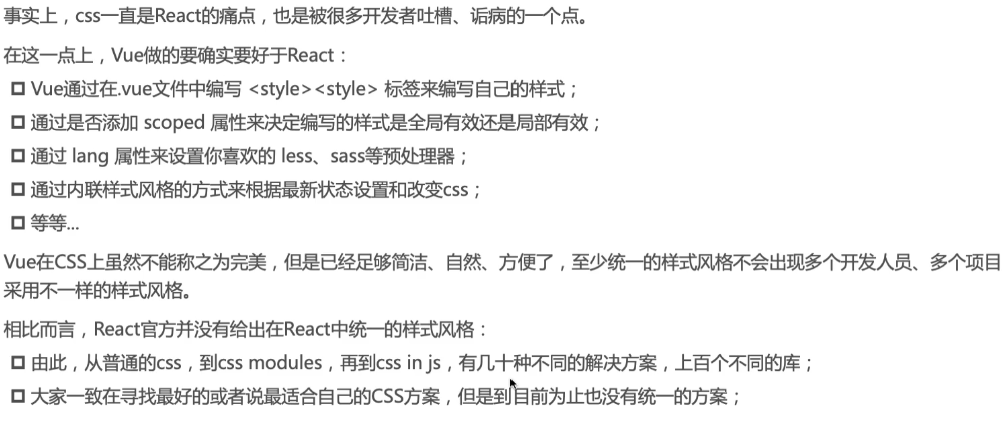 事实上，css一直是React的痛点，也是被很多开发者吐槽、诟病的一个点。
在这一点上，Vue做的要确实要好于React：
Vue通过在.vue文件中编写 <style><style> 标签来编写自己的样式；
通过是否添加 scoped 属性来决定编写的样式是全局有效还是局部有效；
通过 lang 属性来设置你喜欢的 less、sass等预处理器；
通过内联样式风格的方式来根据最新状态设置和改变css；
等等...
Vue在CSS上虽然不能称之为完美，但是已经足够简洁、自然、方便了，至少统一的样式风格不会出现多个开发人员、多个项目
采用不一样的样式风格。
相比而言，React官方并没有给出在React中统一的样式风格：
由此，从普通的css，到css modules，再到css in js，有几十种不同的解决方案，上百个不同的库；
大家一致在寻找最好的或者说最适合自己的CSS方案，但是到目前为止也没有统一的方案；